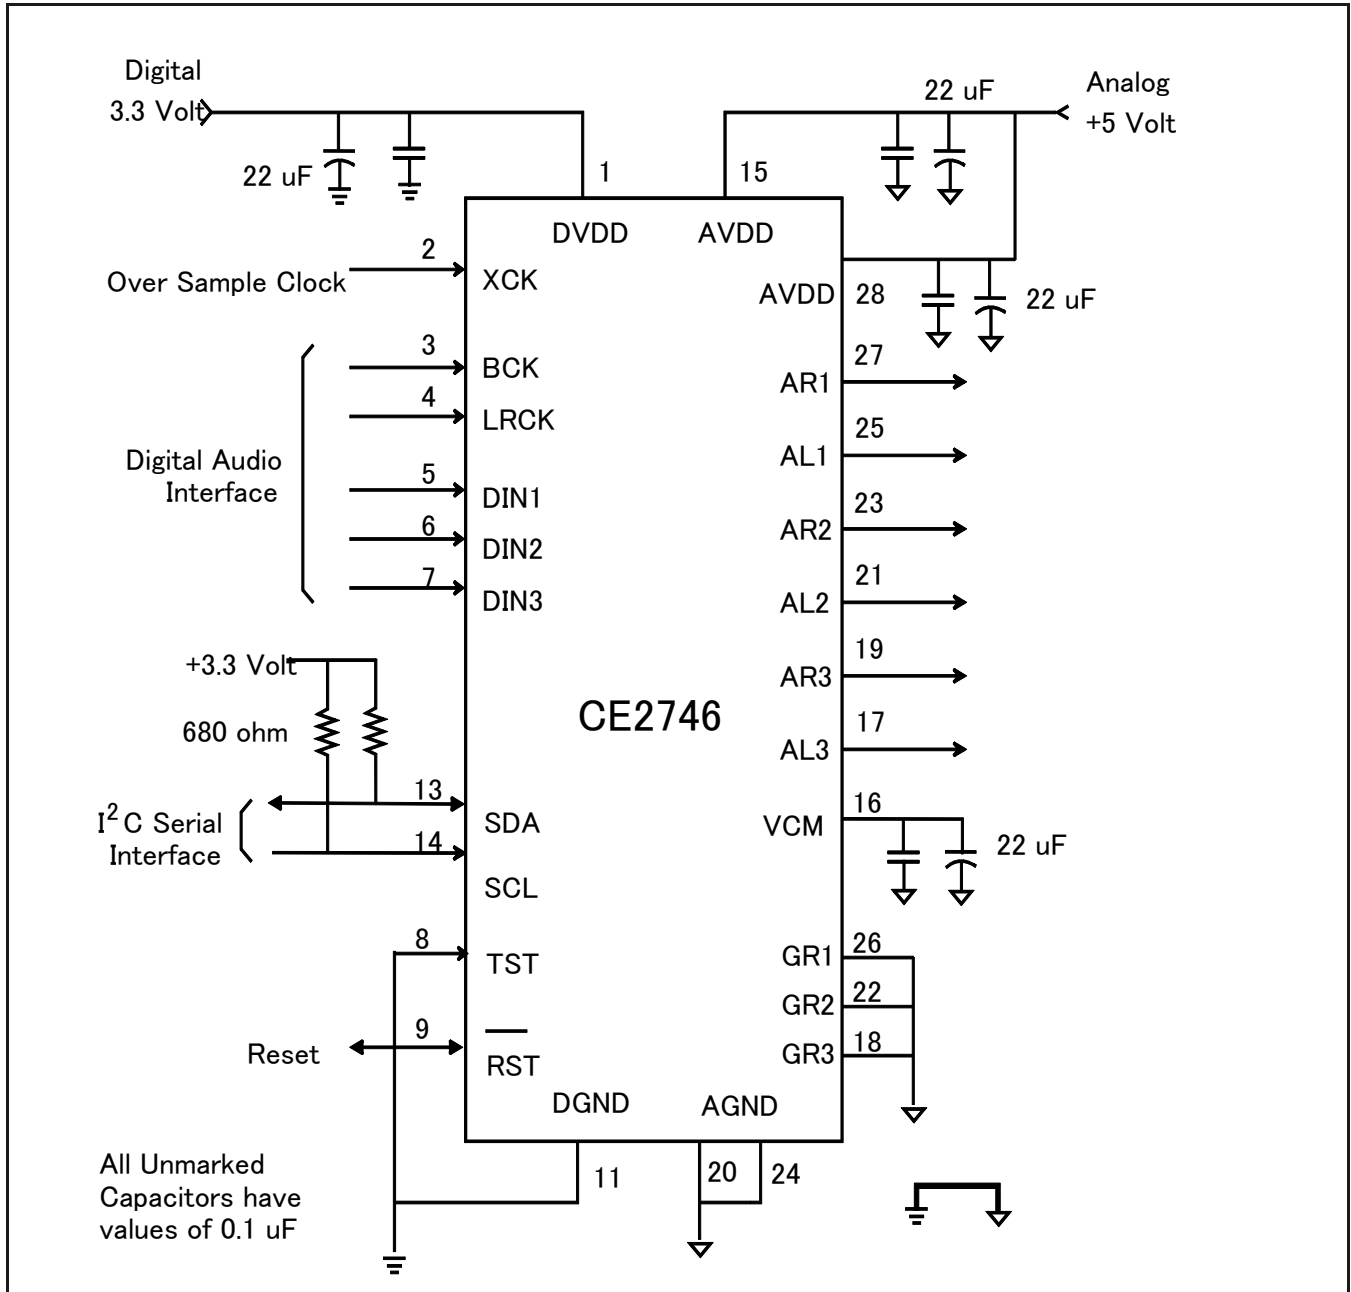 Digital
3.3 Volt
22 uF
22 uF
Analog
+5 Volt
1
15
DVDD
AVDD
2
Over Sample Clock
XCK
AVDD
28
22 uF
3
BCK
27
AR1
4
LRCK
25
AL1
Digital Audio
Interface
5
DIN1
23
AR2
6
DIN2
21
AL2
7
DIN3
19
AR3
+3.3 Volt
680 ohm
CE2746
17
AL3
13
SDA
16
VCM
22 uF
I2C Serial
Interface
14
SCL
8
TST
GR1
26
GR2
22
GR3
18
9
Reset
RST
DGND
AGND
11
20
24
All Unmarked
Capacitors have
values of 0.1 uF